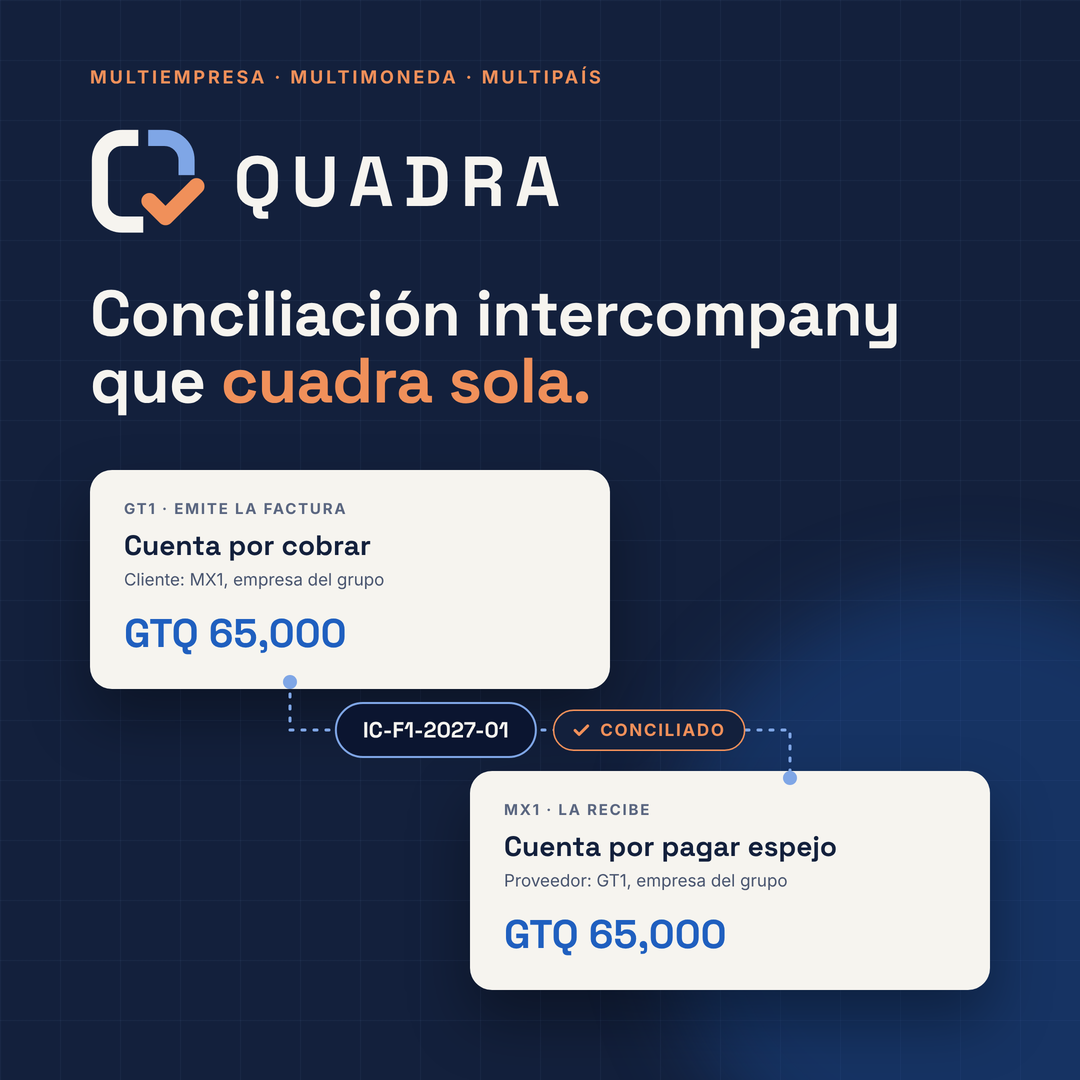 MULTIEMPRESA · MULTIMONEDA · MULTIPAÍS
QUADRA
Conciliación intercompany
que cuadra sola.
GT1 · EMITE LA FACTURA
Cuenta por cobrar
Cliente: MX1, empresa del grupo
GTQ 65,000
IC-F1-2027-01
CONCILIADO
MX1 · LA RECIBE
Cuenta por pagar espejo
Proveedor: GT1, empresa del grupo
GTQ 65,000